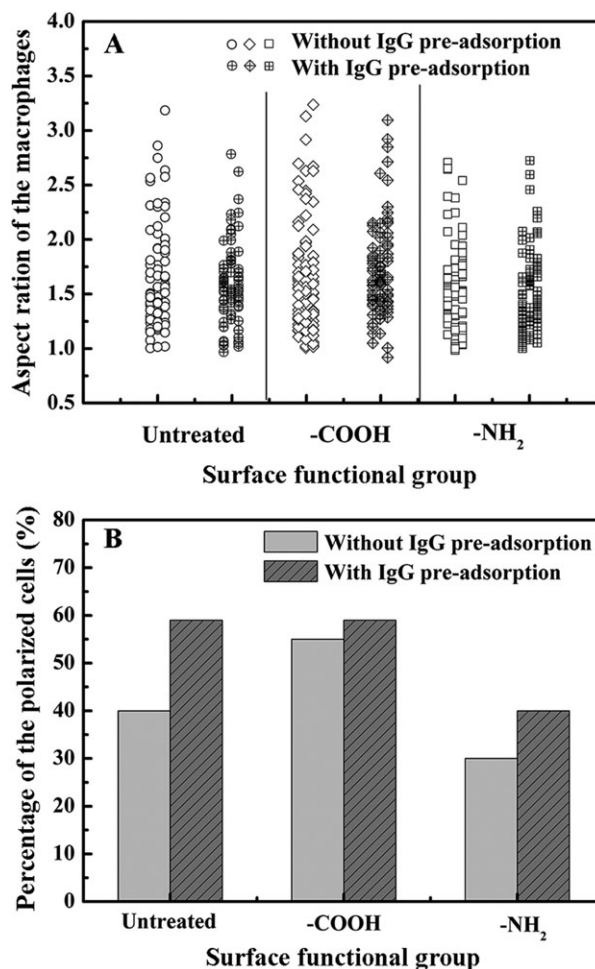 A
Without IgG pre-adsorption
With IgG pre-adsorption
Aspect ration of the macrophages
4.0
3.5
3.0
2.5
2.0
1.5
1.0
0.5
Untreated -COOH -NH₂
Surface functional group
B
Without IgG pre-adsorption
With IgG pre-adsorption
Percentage of the polarized cells (%)
80
70
60
50
40
30
20
10
0
Untreated -COOH -NH₂
Surface functional group